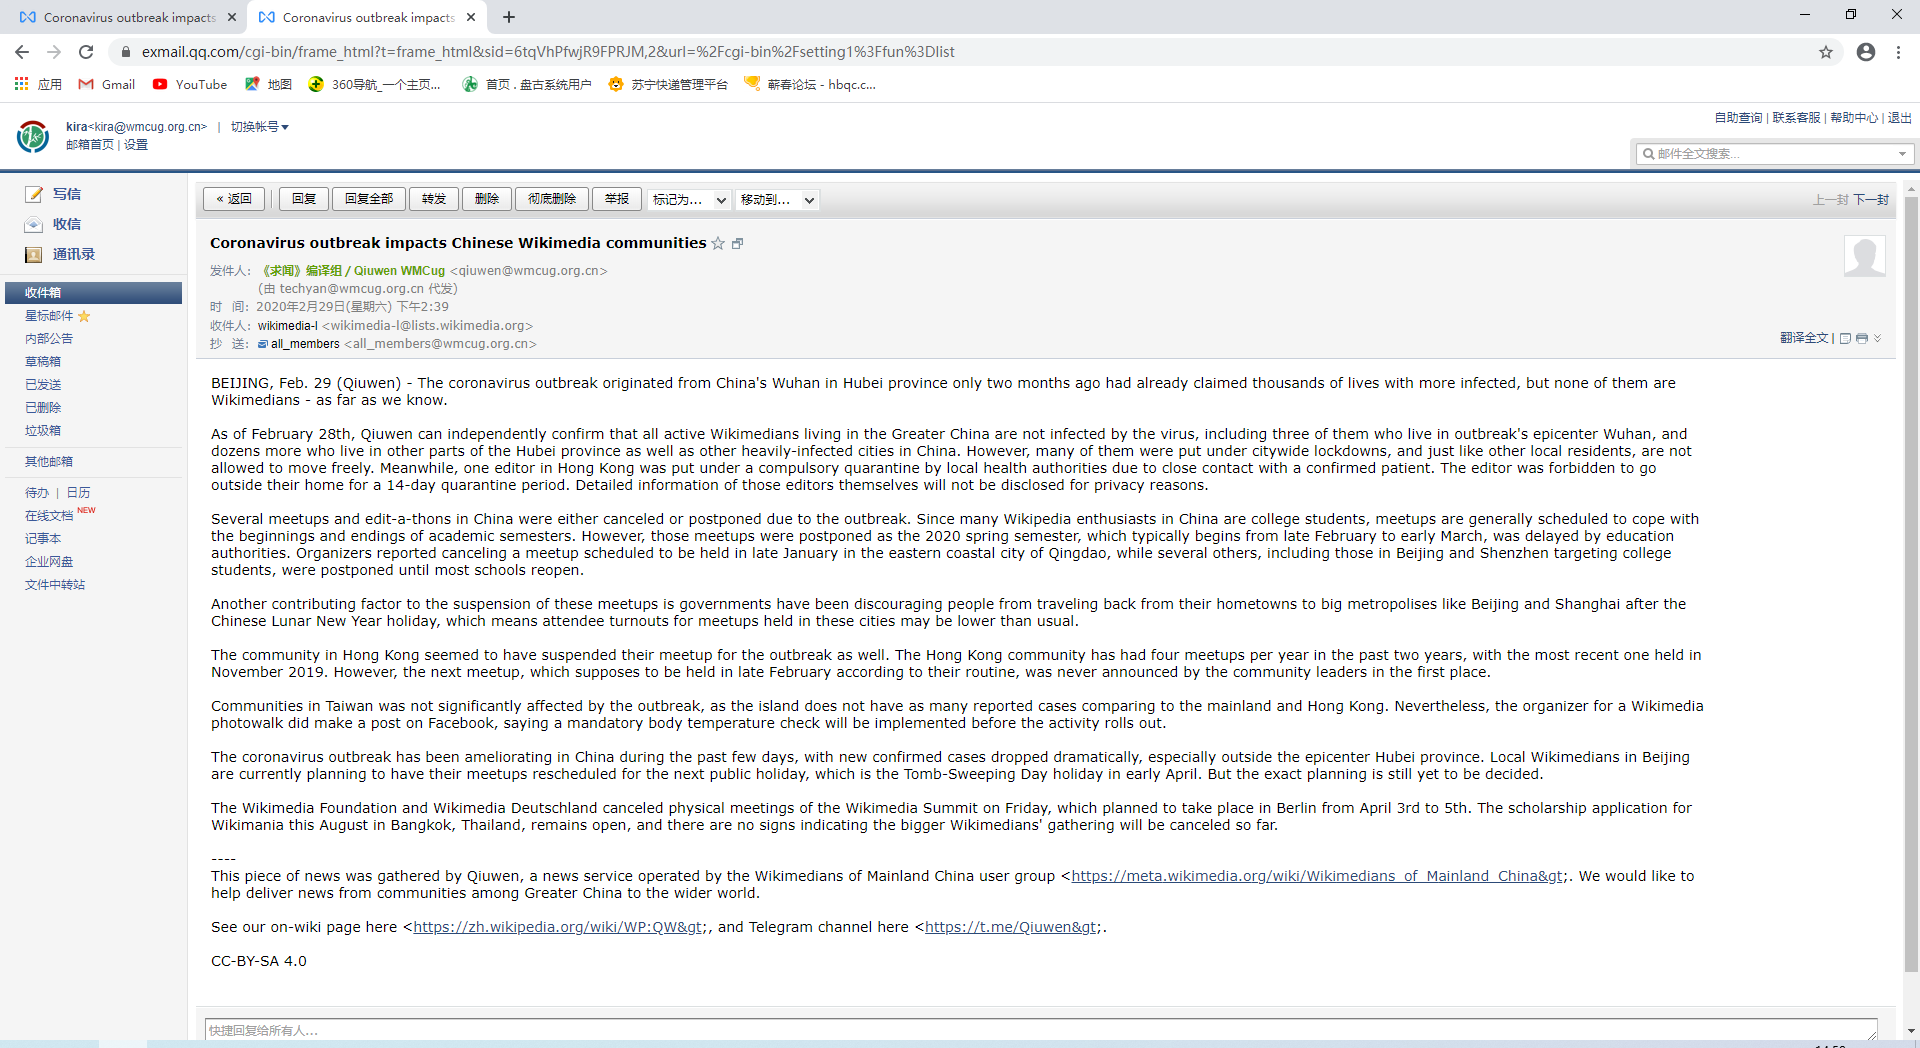 Coronavirus outbreak impacts
Coronavirus outbreak impacts
exmail.qq.com/cgi-bin/frame_html?t=frame_html&sid=6tqVhPfwjR9FPRJM,2&url=%2Fcgi-bin%2Fsetting1%3Ffun%3Dlist
应用 Gmail YouTube 地图 360导航_一个主页... 首页 . 盘古系统用户 苏宁快递管理平台 蕲春论坛 - hbqc.c...
kira<kira@wmcug.org.cn> | 切换帐号
邮箱首页 | 设置
自助查询 | 联系客服 | 帮助中心 | 退出
邮件全文搜索...
写信
收信
通讯录
收件箱
星标邮件
内部公告
草稿箱
已发送
已删除
垃圾箱
其他邮箱
待办 | 日历
在线文档 NEW
记事本
企业网盘
文件中转站
« 返回 回复 回复全部 转发 删除 彻底删除 举报 标记为... 移动到... 上一封 下一封
Coronavirus outbreak impacts Chinese Wikimedia communities
发件人: 《求闻》编译组 / Qiuwen WMCug <qiuwen@wmcug.org.cn>
(由 techyan@wmcug.org.cn 代发)
时 间: 2020年2月29日(星期六) 下午2:39
收件人: wikimedia-l <wikimedia-l@lists.wikimedia.org>
抄 送: all_members <all_members@wmcug.org.cn>
翻译全文 |
BEIJING, Feb. 29 (Qiuwen) - The coronavirus outbreak originated from China's Wuhan in Hubei province only two months ago had already claimed thousands of lives with more infected, but none of them are
Wikimedians - as far as we know.
As of February 28th, Qiuwen can independently confirm that all active Wikimedians living in the Greater China are not infected by the virus, including three of them who live in outbreak's epicenter Wuhan, and
dozens more who live in other parts of the Hubei province as well as other heavily-infected cities in China. However, many of them were put under citywide lockdowns, and just like other local residents, are not
allowed to move freely. Meanwhile, one editor in Hong Kong was put under a compulsory quarantine by local health authorities due to close contact with a confirmed patient. The editor was forbidden to go
outside their home for a 14-day quarantine period. Detailed information of those editors themselves will not be disclosed for privacy reasons.
Several meetups and edit-a-thons in China were either canceled or postponed due to the outbreak. Since many Wikipedia enthusiasts in China are college students, meetups are generally scheduled to cope with
the beginnings and endings of academic semesters. However, those meetups were postponed as the 2020 spring semester, which typically begins from late February to early March, was delayed by education
authorities. Organizers reported canceling a meetup scheduled to be held in late January in the eastern coastal city of Qingdao, while several others, including those in Beijing and Shenzhen targeting college
students, were postponed until most schools reopen.
Another contributing factor to the suspension of these meetups is governments have been discouraging people from traveling back from their hometowns to big metropolises like Beijing and Shanghai after the
Chinese Lunar New Year holiday, which means attendee turnouts for meetups held in these cities may be lower than usual.
The community in Hong Kong seemed to have suspended their meetup for the outbreak as well. The Hong Kong community has had four meetups per year in the past two years, with the most recent one held in
November 2019. However, the next meetup, which supposes to be held in late February according to their routine, was never announced by the community leaders in the first place.
Communities in Taiwan was not significantly affected by the outbreak, as the island does not have as many reported cases comparing to the mainland and Hong Kong. Nevertheless, the organizer for a Wikimedia
photowalk did make a post on Facebook, saying a mandatory body temperature check will be implemented before the activity rolls out.
The coronavirus outbreak has been ameliorating in China during the past few days, with new confirmed cases dropped dramatically, especially outside the epicenter Hubei province. Local Wikimedians in Beijing
are currently planning to have their meetups rescheduled for the next public holiday, which is the Tomb-Sweeping Day holiday in early April. But the exact planning is still yet to be decided.
The Wikimedia Foundation and Wikimedia Deutschland canceled physical meetings of the Wikimedia Summit on Friday, which planned to take place in Berlin from April 3rd to 5th. The scholarship application for
Wikimania this August in Bangkok, Thailand, remains open, and there are no signs indicating the bigger Wikimedians' gathering will be canceled so far.
----
This piece of news was gathered by Qiuwen, a news service operated by the Wikimedians of Mainland China user group <https://meta.wikimedia.org/wiki/Wikimedians_of_Mainland_China&gt;. We would like to
help deliver news from communities among Greater China to the wider world.
See our on-wiki page here <https://zh.wikipedia.org/wiki/WP:QW&gt;, and Telegram channel here <https://t.me/Qiuwen&gt;.
CC-BY-SA 4.0
快捷回复给所有人...